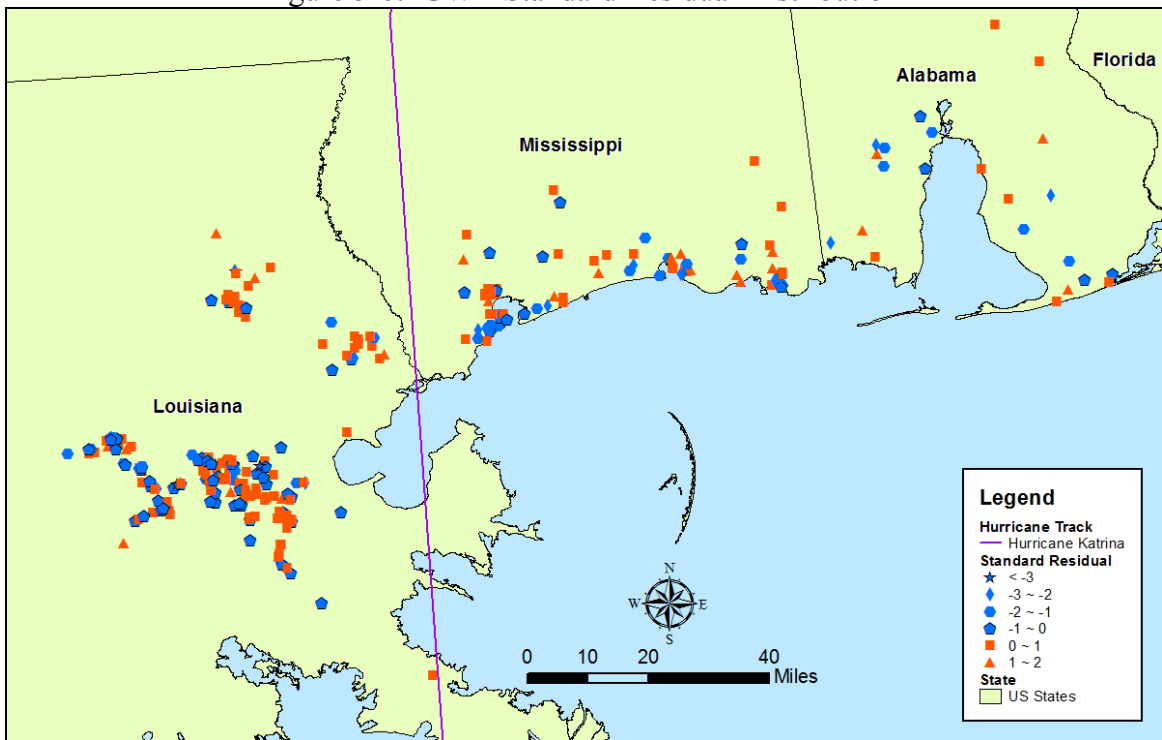 Florida
Alabama
Mississippi
Louisiana
Legend
Hurricane Track
Hurricane Katrina
Standard Residual
< -3
-3 ~ -2
-2 ~ -1
-1 ~ 0
0 ~ 1
1 ~ 2
State
US States
N
W E
S
0 10 20 40
Miles